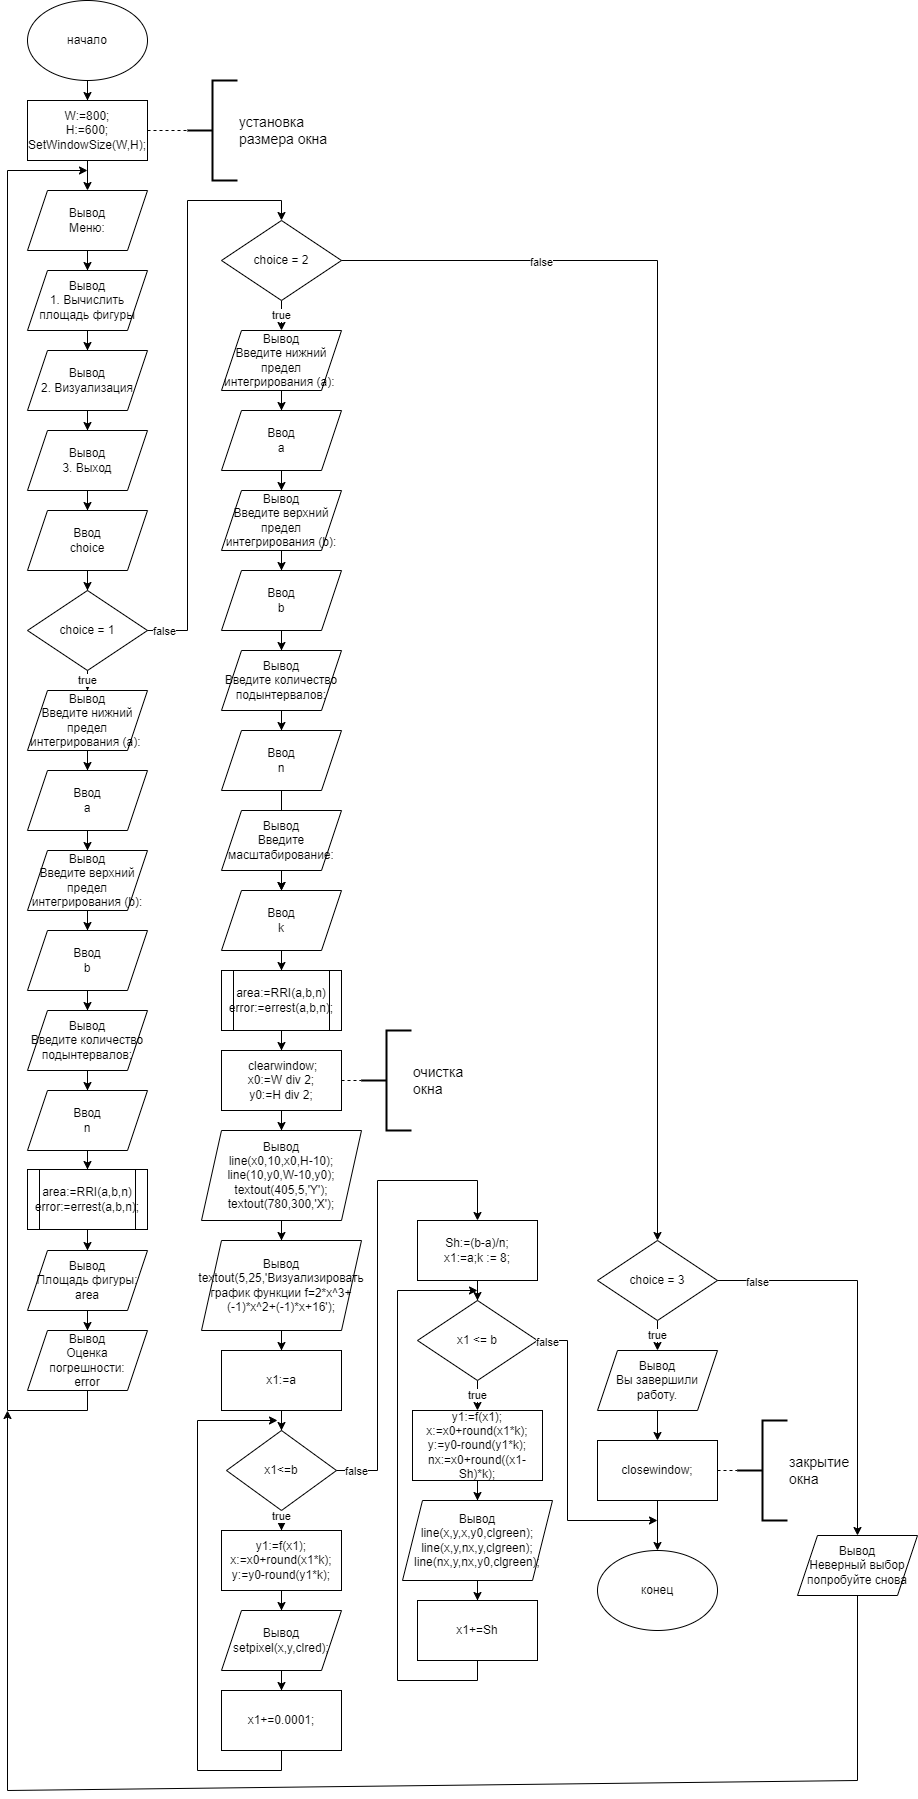 начало
W:=800;
H:=600;
SetWindowSize(W,H);
установка
размера окна
Вывод
Меню:
Вывод
1. Вычислить
площадь фигуры
Вывод
2. Визуализация
Вывод
3. Выход
Ввод
choice
choice = 1
false
true
Вывод
Введите нижний
предел
интегрирования (a):
Ввод
a
Вывод
Введите верхний
предел
интегрирования (b):
Ввод
b
Вывод
Введите количество
подынтервалов:
Ввод
n
area:=RRI(a,b,n)
error:=errest(a,b,n);
Вывод
Площадь фигуры:
area
Вывод
Оценка
погрешности:
error
choice = 2
false
true
Вывод
Введите нижний
предел
интегрирования (a):
Ввод
a
Вывод
Введите верхний
предел
интегрирования (b):
Ввод
b
Вывод
Введите количество
подынтервалов:
Ввод
n
Вывод
Введите
масштабирование:
Ввод
k
area:=RRI(a,b,n)
error:=errest(a,b,n);
clearwindow;
x0:=W div 2;
y0:=H div 2;
очистка
окна
Вывод
line(x0,10,x0,H-10);
line(10,y0,W-10,y0);
textout(405,5,'Y');
textout(780,300,'X');
Вывод
textout(5,25,'Визуализировать
график функции f=2*x^3+
(-1)*x^2+(-1)*x+16');
x1:=a
x1<=b
false
true
y1:=f(x1);
x:=x0+round(x1*k);
y:=y0-round(y1*k);
Вывод
setpixel(x,y,clred);
x1+=0.0001;
Sh:=(b-a)/n;
x1:=a;k := 8;
x1 <= b
false
true
y1:=f(x1);
x:=x0+round(x1*k);
y:=y0-round(y1*k);
nx:=x0+round((x1-
Sh)*k);
Вывод
line(x,y,x,y0,clgreen);
line(x,y,nx,y,clgreen);
line(nx,y,nx,y0,clgreen);
x1+=Sh
choice = 3
false
true
Вывод
Вы завершили
работу.
closewindow;
закрытие
окна
конец
Вывод
Неверный выбор
попробуйте снова